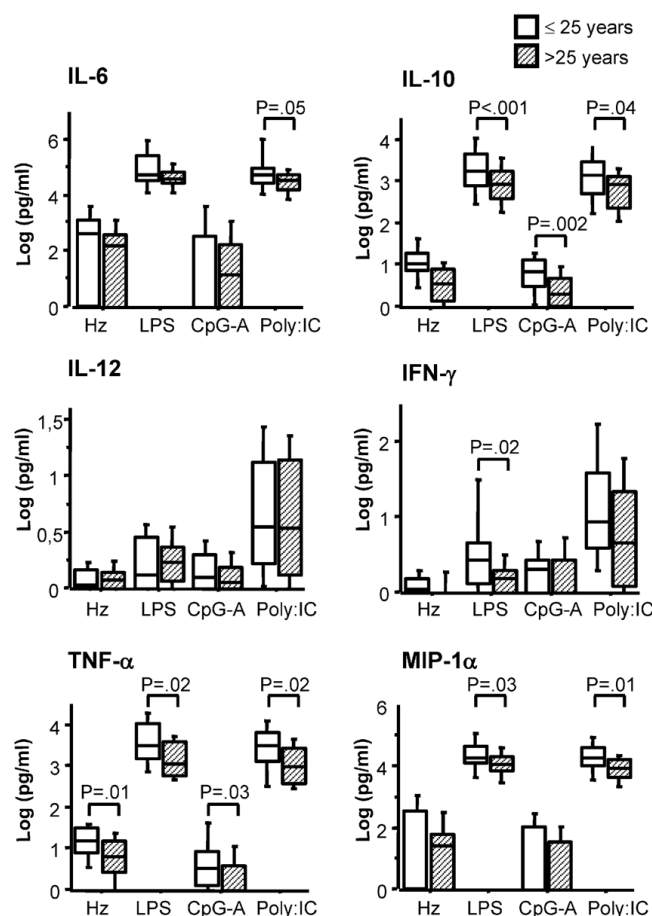 ≤ 25 years
>25 years
IL-6
IL-10
P=.05
P<.001
P=.04
P=.002
Log (pg/ml)
6
4
2
0
Hz LPS CpG-A Poly:IC
Log (pg/ml)
4
3
2
1
0
Hz LPS CpG-A Poly:IC
IL-12
IFN-γ
Log (pg/ml)
1.5
1
0.5
0
Hz LPS CpG-A Poly:IC
P=.02
Log (pg/ml)
2
1
0
Hz LPS CpG-A Poly:IC
TNF-α
MIP-1α
P=.02
P=.02
P=.01
P=.03
Log (pg/ml)
4
3
2
1
0
Hz LPS CpG-A Poly:IC
P=.03
P=.01
Log (pg/ml)
6
4
2
0
Hz LPS CpG-A Poly:IC